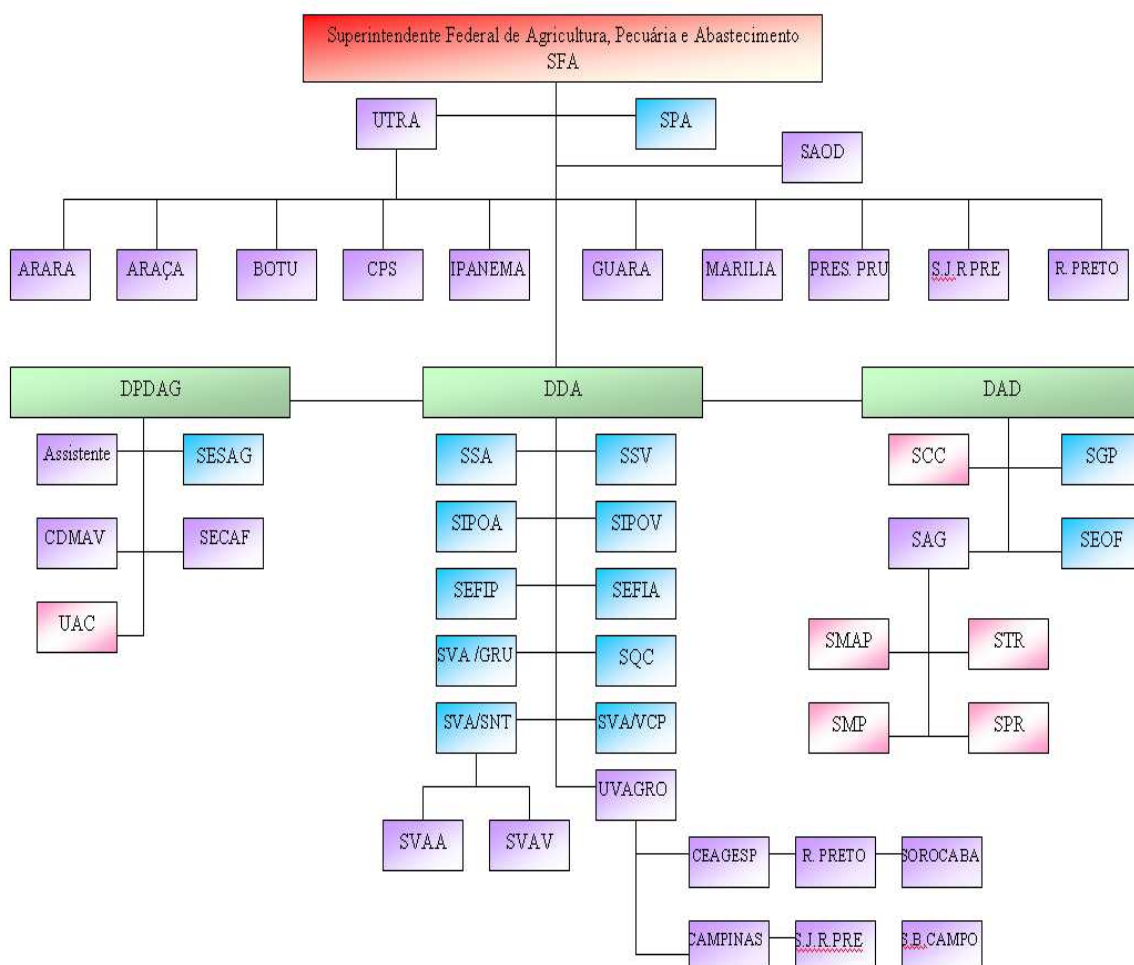 Superintendente Federal de Agricultura, Pecuária e Abastecimento
SFA
UTRA
SPA
SAOD
ARARA
ARAÇA
BOTU
CPS
IPANEMA
GUARA
MARILIA
PRES. PRU
S.J.R PRE
R. PRETO
DPDAG
DDA
DAD
Assistente
SESAG
CDMAV
SECAF
UAC
SSA
SSV
SIPOA
SIPOV
SEFIP
SEFIA
SVA /GRU
SQC
SVA/SNT
SVA/VCP
UVAGRO
SVAA
SVAV
CEAGESP
R. PRETO
SOROCABA
CAMPINAS
S.J.R.PRE
S.B.CAMPO
SCC
SGP
SAG
SEOF
SMAP
STR
SMP
SPR